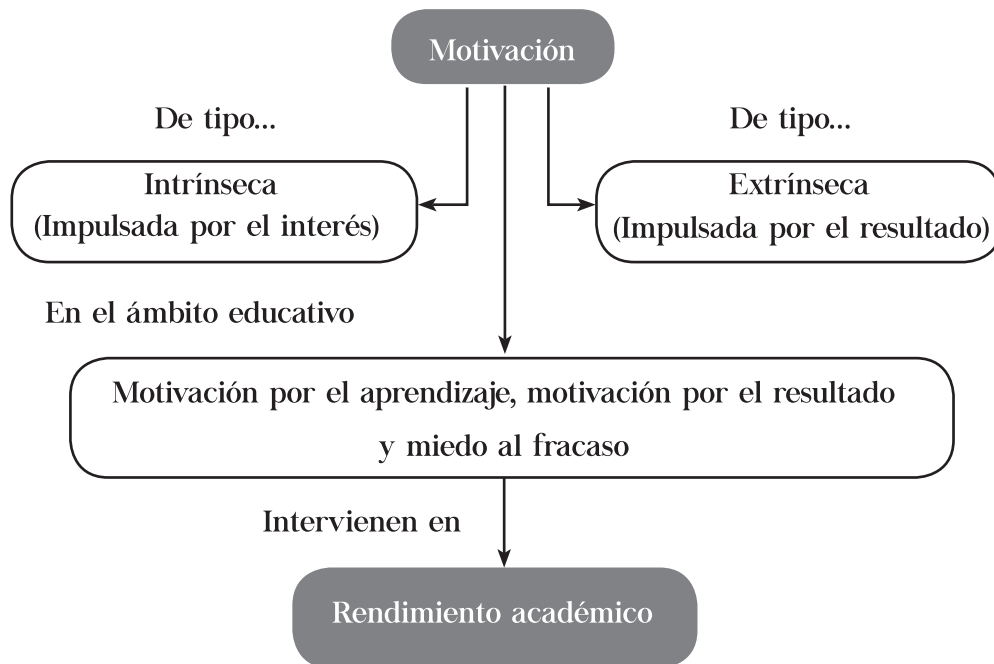 Motivación
De tipo...
De tipo...
Intrínseca
(Impulsada por el interés)
Extrínseca
(Impulsada por el resultado)
En el ámbito educativo
Motivación por el aprendizaje, motivación por el resultado
y miedo al fracaso
Intervienen en
Rendimiento académico